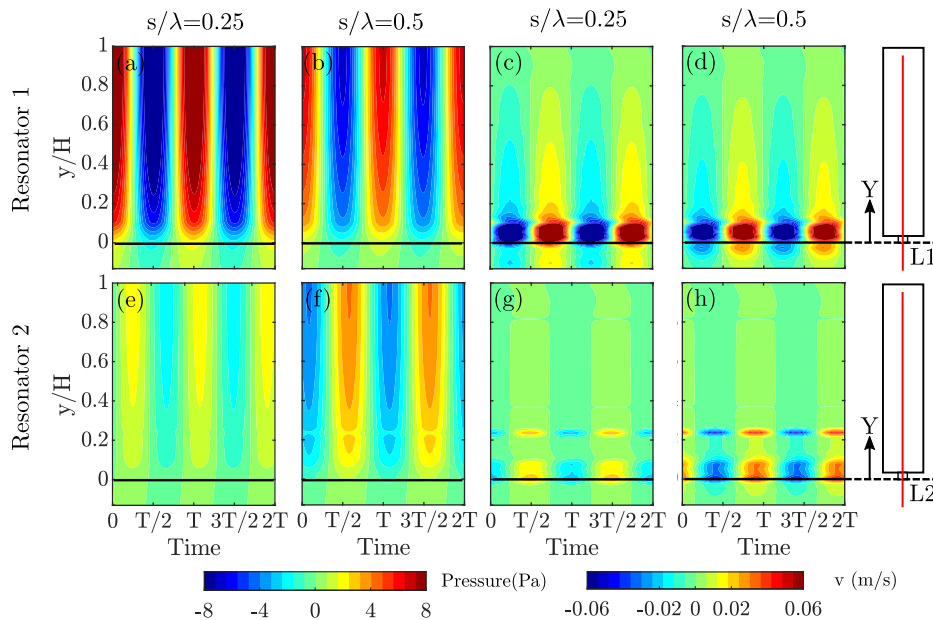 s/λ=0.25
s/λ=0.5
s/λ=0.25
s/λ=0.5
Resonator 1
y/H
1
0.8
0.6
0.4
0.2
0
(a)
(b)
(c)
(d)
Y
L1
Resonator 2
y/H
1
0.8
0.6
0.4
0.2
0
(e)
(f)
(g)
(h)
Y
L2
0 T/2 T 3T/2 2T
0 T/2 T 3T/2 2T
0 T/2 T 3T/2 2T
0 T/2 T 3T/2 2T
Time
Time
Time
Time
Pressure(Pa)
-8 -4 0 4 8
v (m/s)
-0.06 -0.02 0 0.02 0.06